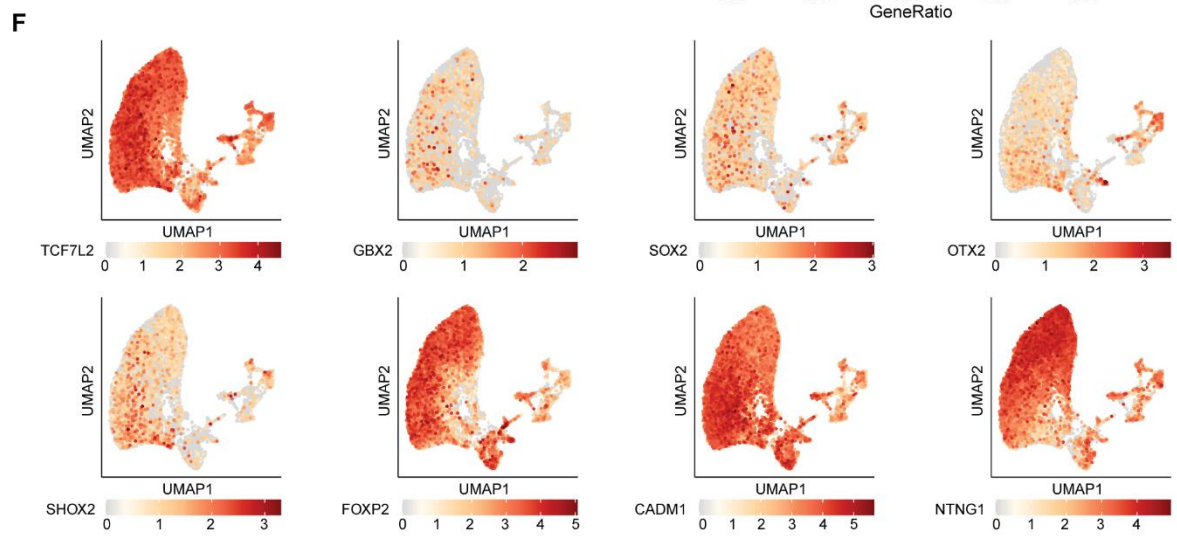 GeneRatio
F
UMAP2 UMAP2 UMAP2 UMAP2
UMAP1 UMAP1 UMAP1 UMAP1
TCF7L2 GBX2 SOX2 OTX2
0 1 2 3 4 0 1 2 0 1 2 3 0 1 2 3
UMAP2 UMAP2 UMAP2 UMAP2
UMAP1 UMAP1 UMAP1 UMAP1
SHOX2 FOXP2 CADM1 NTNG1
0 1 2 3 0 1 2 3 4 5 0 1 2 3 4 5 0 1 2 3 4